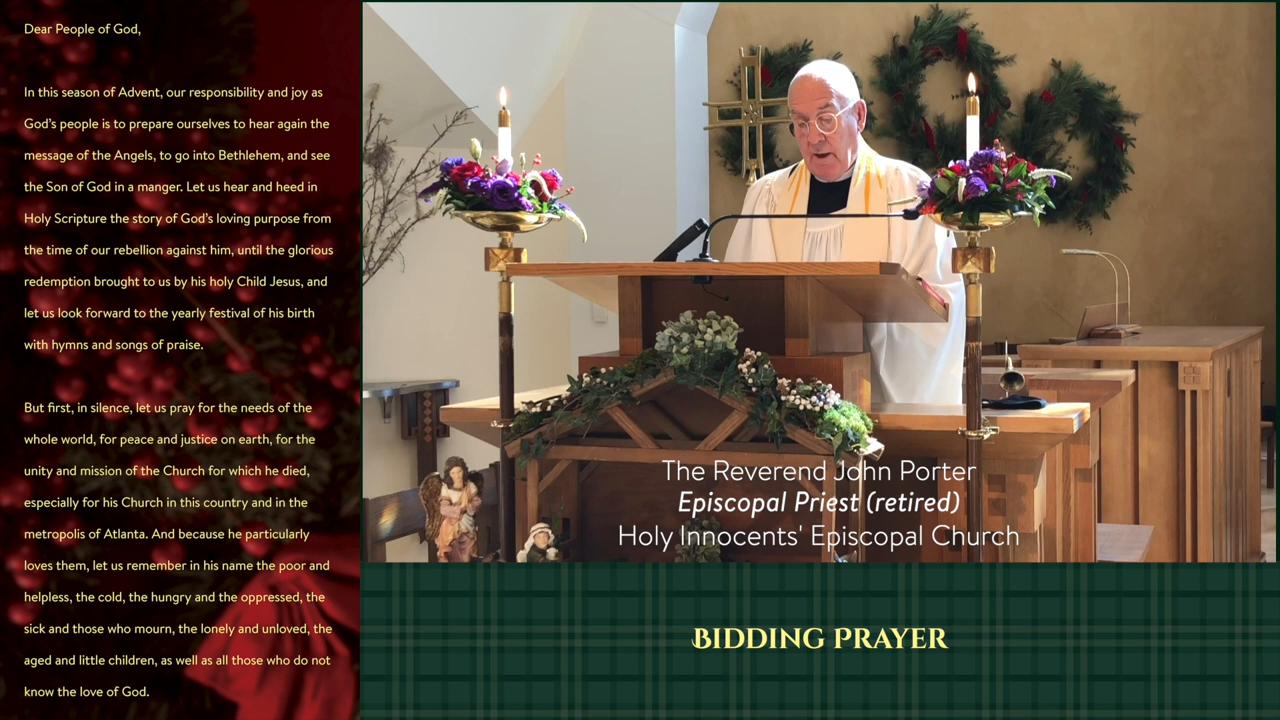 Dear People of God,
In this season of Advent, our responsibility and joy as
God's people is to prepare ourselves to hear again the
message of the Angels, to go into Bethlehem, and see
the Son of God in a manger. Let us hear and heed in
Holy Scripture the story of God's loving purpose from
the time of our rebellion against him, until the glorious
redemption brought to us by his holy Child Jesus, and
let us look forward to the yearly festival of his birth
with hymns and songs of praise.
But first, in silence, let us pray for the needs of the
whole world, for peace and justice on earth, for the
unity and mission of the Church for which he died,
especially for his Church in this country and in the
metropolis of Atlanta. And because he particularly
loves them, let us remember in his name the poor and
helpless, the cold, the hungry and the oppressed, the
sick and those who mourn, the lonely and unloved, the
aged and little children, as well as all those who do not
know the love of God.
The Reverend John Porter
Episcopal Priest (retired)
Holy Innocents' Episcopal Church
BIDDING PRAYER